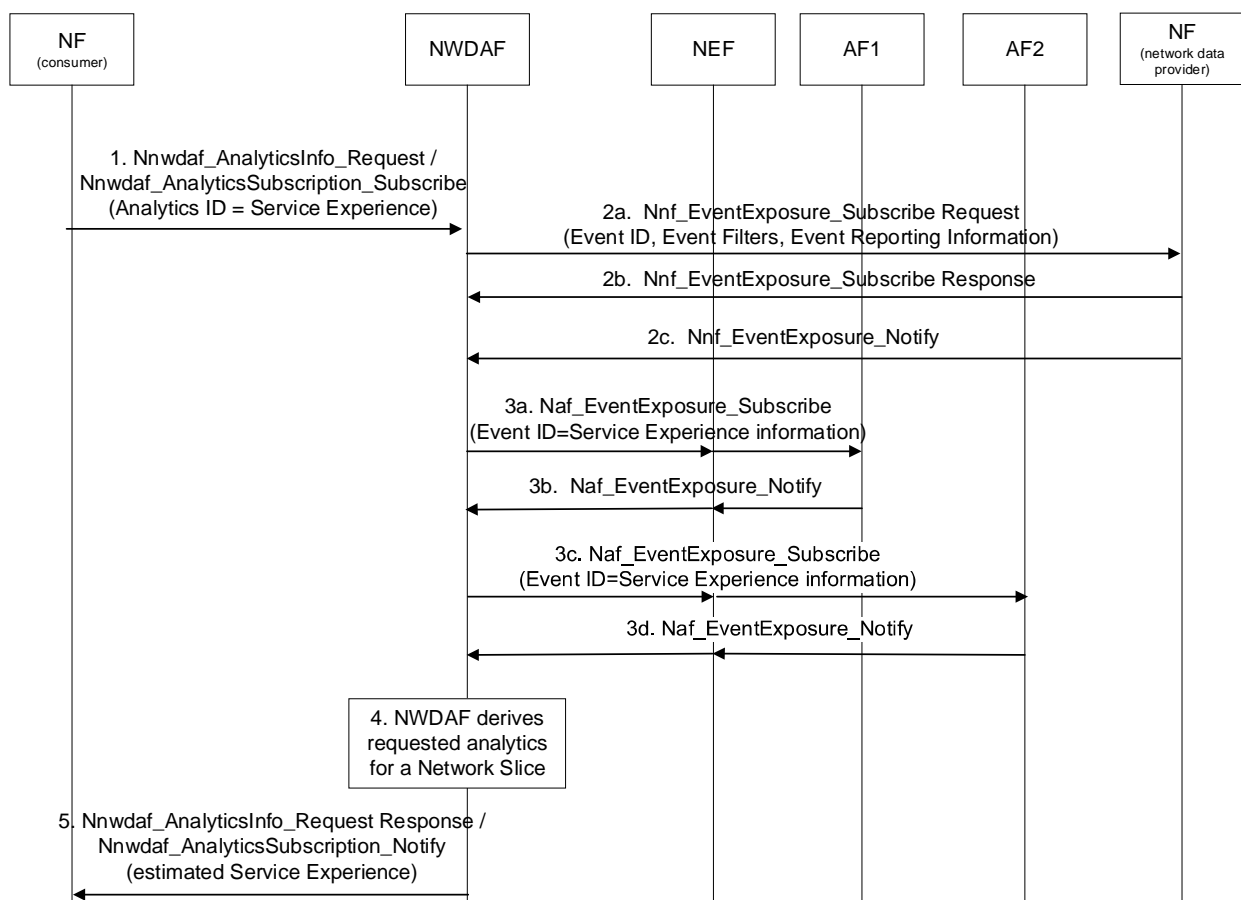 NF
(consumer)
NWDAF
NEF
AF1
AF2
NF
(network data
provider)
1. Nnwdaf_AnalyticsInfo_Request /
Nnwdaf_AnalyticsSubscription_Subscribe
(Analytics ID = Service Experience)
2a. Nnf_EventExposure_Subscribe Request
(Event ID, Event Filters, Event Reporting Information)
2b. Nnf_EventExposure_Subscribe Response
2c. Nnf_EventExposure_Notify
3a. Naf_EventExposure_Subscribe
(Event ID=Service Experience information)
3b. Naf_EventExposure_Notify
3c. Naf_EventExposure_Subscribe
(Event ID=Service Experience information)
3d. Naf_EventExposure_Notify
4. NWDAF derives
requested analytics
for a Network Slice
5. Nnwdaf_AnalyticsInfo_Request Response /
Nnwdaf_AnalyticsSubscription_Notify
(estimated Service Experience)